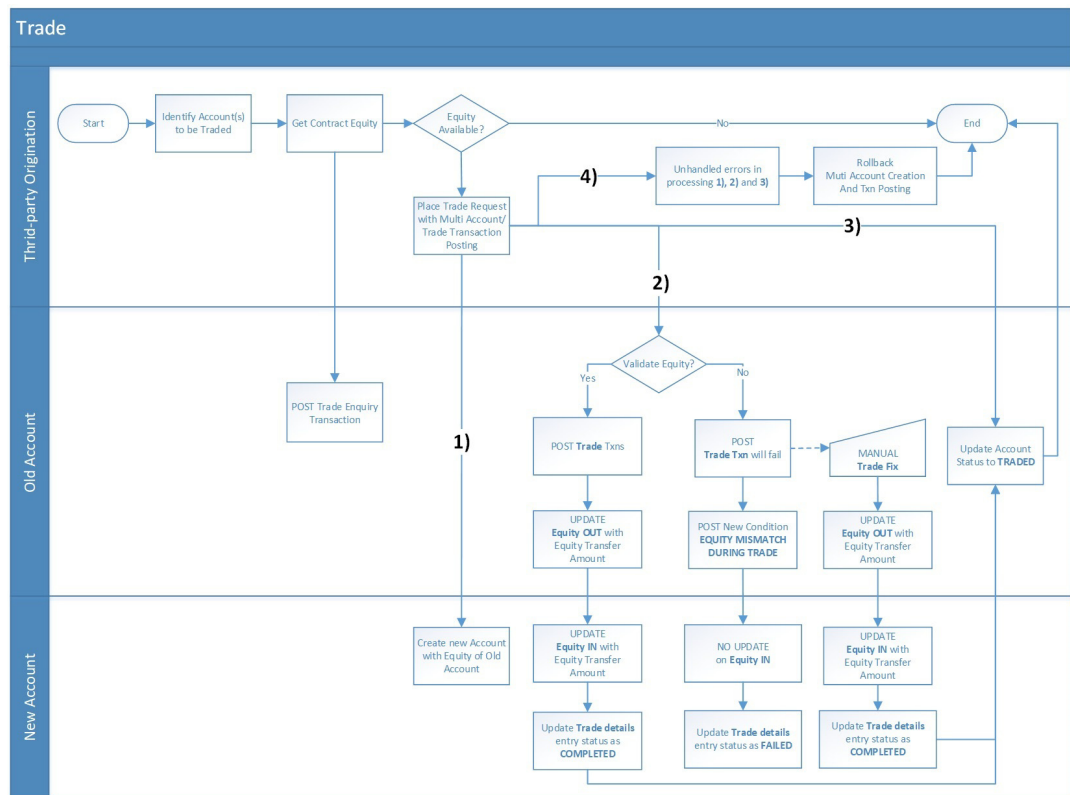 Trade
Thrid-party Origination
Start
Identify Account(s)
to be Traded
Get Contract Equity
Equity
Available?
No
End
4)
Unhandled errors in
processing 1), 2) and 3)
Rollback
Muti Account Creation
And Txn Posting
Place Trade Request
with Multi Account/
Trade Transaction
Posting
3)
2)
Old Account
Validate Equity?
Yes
No
POST Trade Enquiry
Transaction
1)
POST Trade Txns
POST
Trade Txn will fail
MANUAL
Trade Fix
Update Account
Status to TRADED
UPDATE
Equity OUT with
Equity Transfer
Amount
POST New Condition
EQUITY MISMATCH
DURING TRADE
UPDATE
Equity OUT with
Equity Transfer
Amount
New Account
Create new Account
with Equity of Old
Account
UPDATE
Equity IN with
Equity Transfer
Amount
NO UPDATE
on Equity IN
UPDATE
Equity IN with
Equity Transfer
Amount
Update Trade details
entry status as
COMPLETED
Update Trade details
entry status as FAILED
Update Trade details
entry status as
COMPLETED